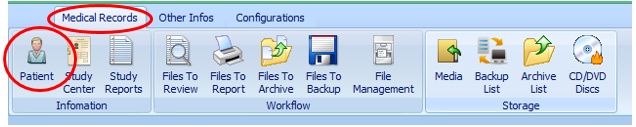 Medical Records Other Infos Configurations
Patient Study Center Study Reports Files To Review Files To Report Files To Archive Files To Backup File Management Media Backup List Archive List CD/DVD Discs
Infomation Workflow Storage